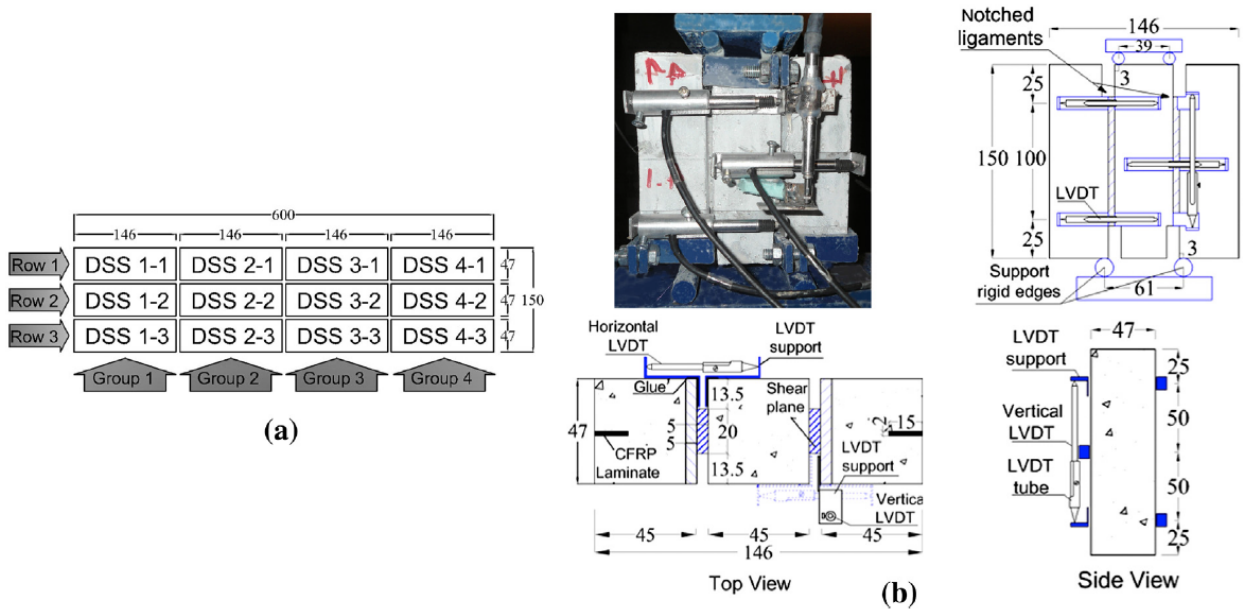 600
146 146 146 146
Row 1 DSS 1-1 DSS 2-1 DSS 3-1 DSS 4-1 47
Row 2 DSS 1-2 DSS 2-2 DSS 3-2 DSS 4-2 47 150
Row 3 DSS 1-3 DSS 2-3 DSS 3-3 DSS 4-3 47
Group 1 Group 2 Group 3 Group 4
(a)
Horizontal
LVDT
LVDT
support
Glue
13.5
Shear
plane
47
5
5
20
2
15
CFRP
Laminate
13.5
LVDT
support
Vertica
LVDT
45 45 45
146
Top View
(b)
Notched
ligaments
146
39
3
25
150
100
LVDT
25
3
Support
rigid edges
61
47
LVDT
support
25
Vertical
LVDT
50
LVDT
tube
50
25
Side View